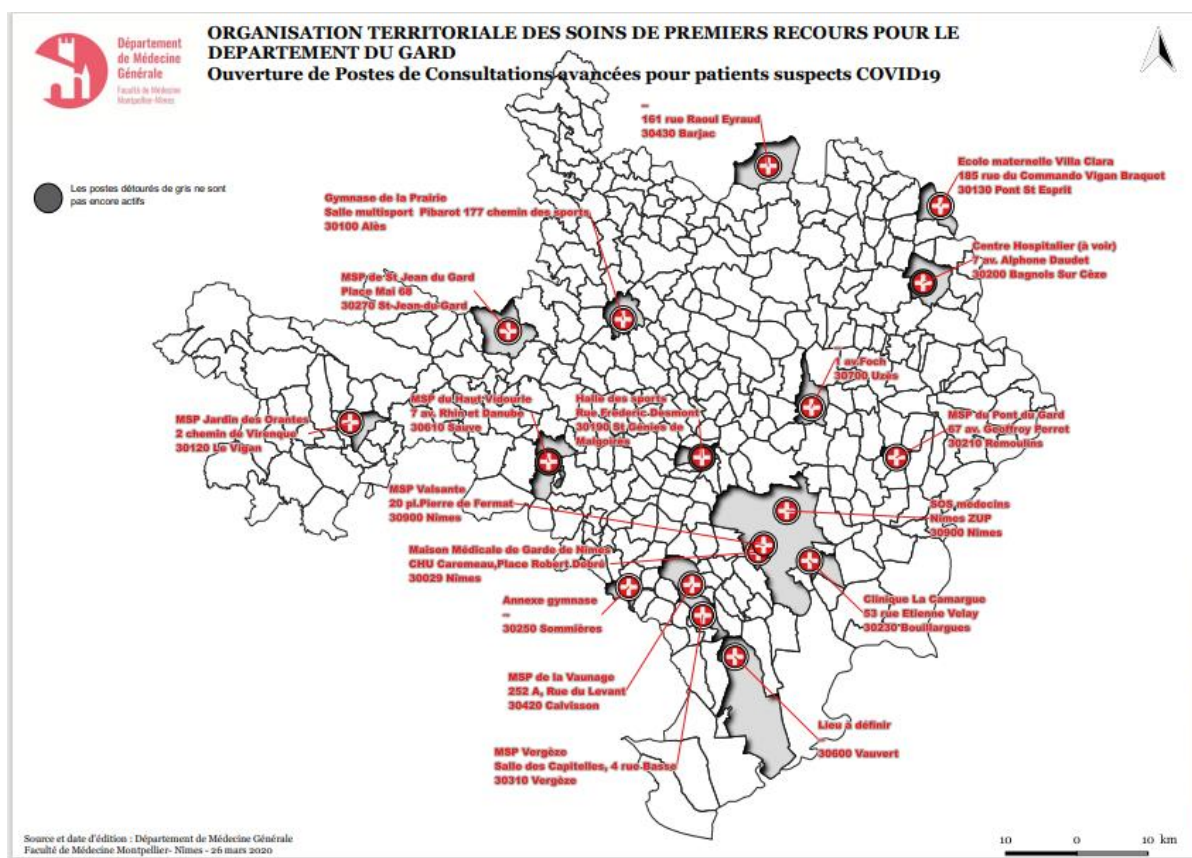 Département
de Médecine
Générale
Faculté de Médecine
Montpellier-Nîmes
ORGANISATION TERRITORIALE DES SOINS DE PREMIERS RECOURS POUR LE
DEPARTEMENT DU GARD
Ouverture de Postes de Consultations avancées pour patients suspects COVID19
Les postes détourés de gris ne sont
pas encore actifs
--
161 rue Raoul Eyraud
30430 Barjac
Ecole maternelle Villa Clara
185 rue du Commando Vigan Braquet
30130 Pont St Esprit
Gymnase de la Prairie
Salle multisport Pibarot 177 chemin des sports
30100 Alès
Centre Hospitalier (à voir)
7 av. Alphone Daudet
30200 Bagnols Sur Cèze
MSP de St Jean du Gard
Place Mai 68
30270 St-Jean-du-Gard
--
1 av.Foch
30700 Uzès
MSP Jardin des Orantes
2 chemin de Virenque
30120 Le Vigan
MSP du Haut Vidourle
7 av. Rhin et Danube
30610 Sauve
Halle des sports
Rue Fréderic Desmont
30190 St Génies de
Malgoirès
MSP du Pont du Gard
67 av. Geoffroy Perret
30210 Remoulins
MSP Valsante
20 pl.Pierre de Fermat
30900 Nîmes
SOS médecins
Nîmes ZUP
30900 Nîmes
Maison Médicale de Garde de Nîmes
CHU Caremeau,Place Robert Debré
30029 Nîmes
Annexe gymnase
--
30250 Sommières
Clinique La Camargue
53 rue Etienne Velay
30230 Bouillargues
MSP de la Vaunage
252 A, Rue du Levant
30420 Calvisson
Lieu à définir
--
30600 Vauvert
MSP Vergèze
Salle des Capitelles, 4 rue Basse
30310 Vergèze
Source et date d'édition : Département de Médecine Générale
Faculté de Médecine Montpellier- Nîmes - 26 mars 2020
10 0 10 km